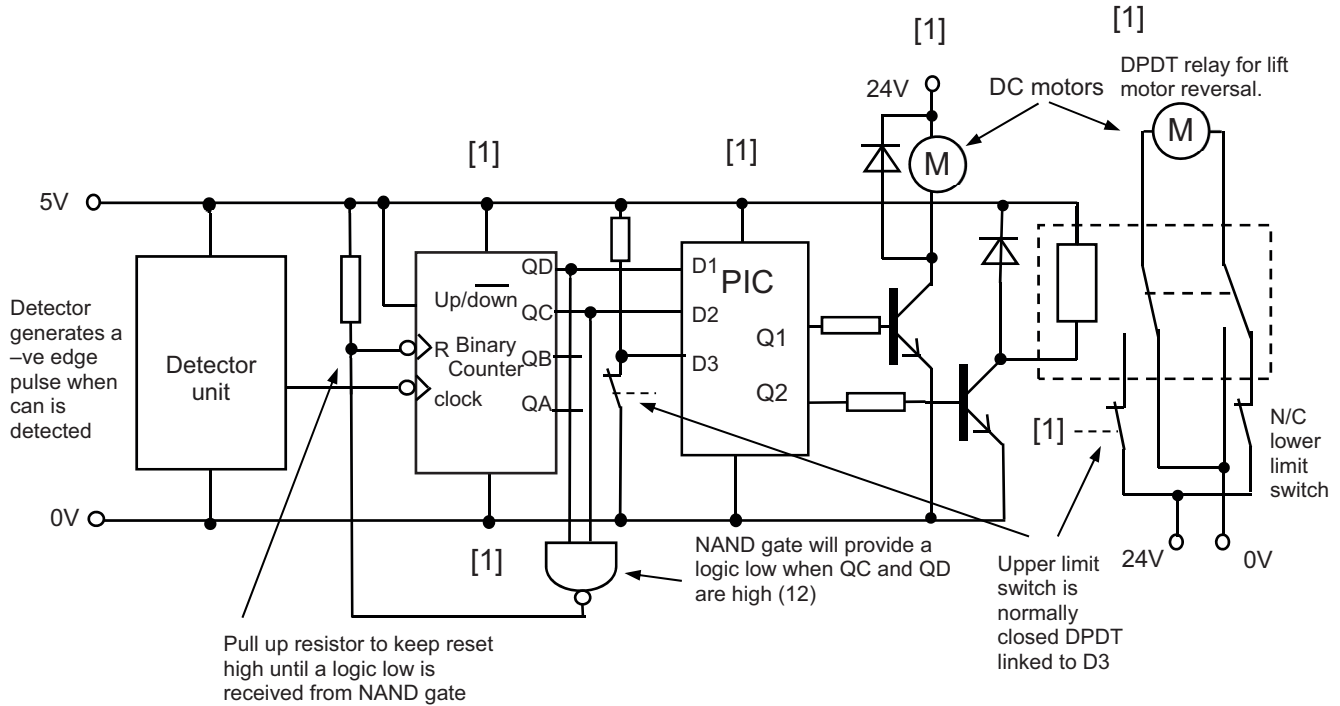 [1]
[1]
DPDT relay for lift
motor reversal.
24V
DC motors
M
[1]
[1]
M
5V
Detector
generates a
–ve edge
pulse when
can is
detected
Detector
unit
Up/down
R Binary
Counter
clock
QD
QC
QB
QA
D1
D2
D3
PIC
Q1
Q2
[1]
N/C
lower
limit
switch
0V
[1]
NAND gate will provide a
logic low when QC and QD
are high (12)
24V
0V
Upper limit
switch is
normally
closed DPDT
linked to D3
Pull up resistor to keep reset
high until a logic low is
received from NAND gate